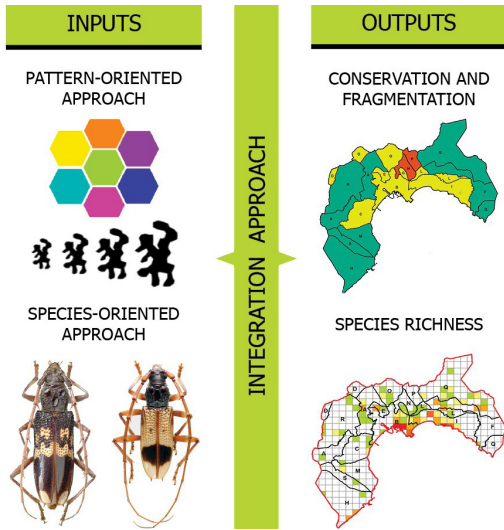 INPUTS
PATTERN-ORIENTED
APPROACH
SPECIES-ORIENTED
APPROACH
INTEGRATION APPROACH
OUTPUTS
CONSERVATION AND
FRAGMENTATION
SPECIES RICHNESS